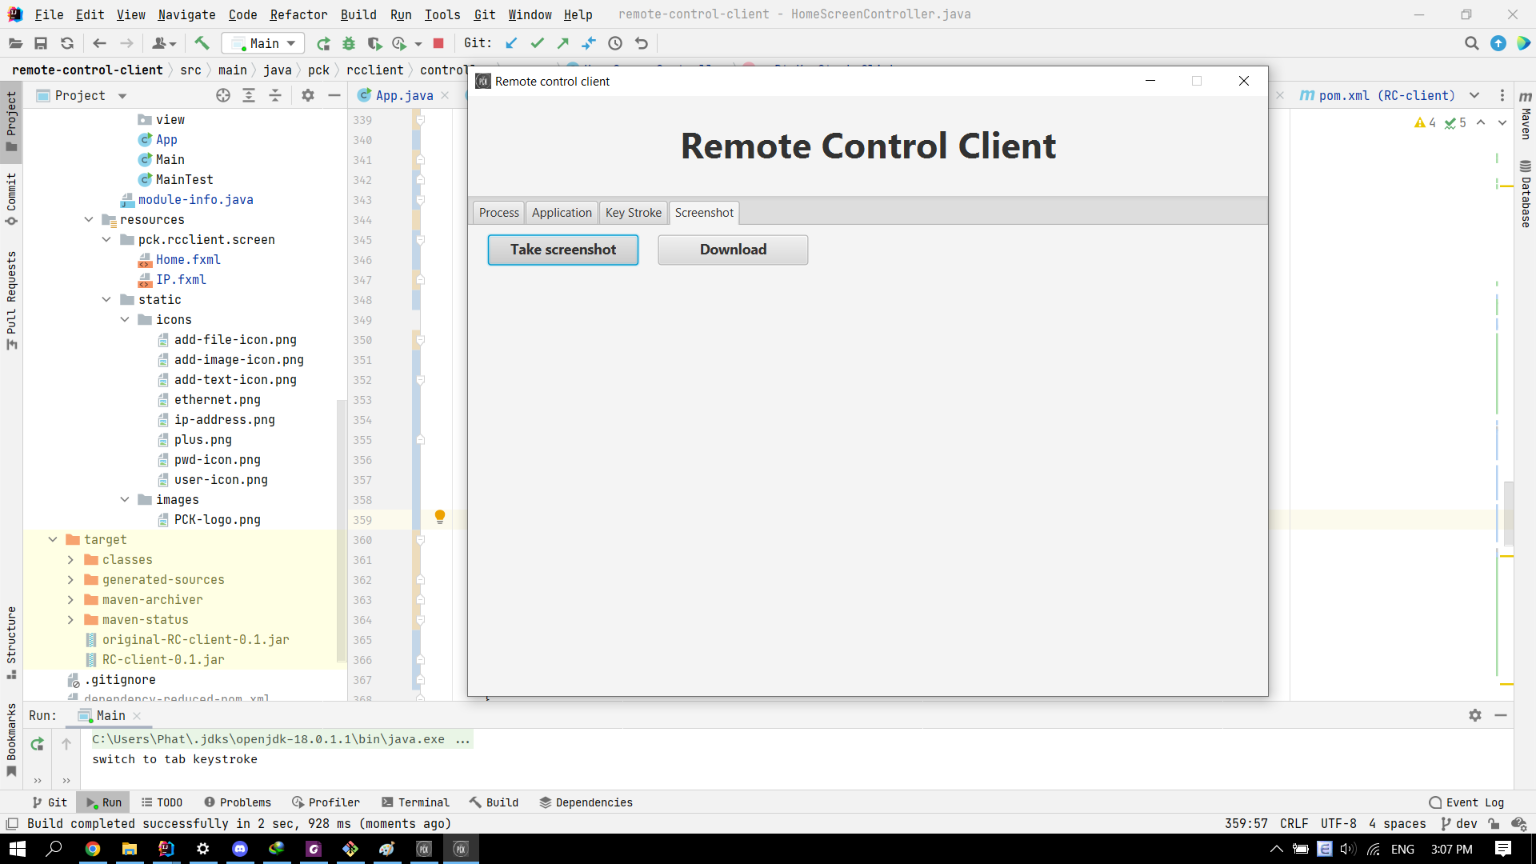 File Edit View Navigate Code Refactor Build Run Tools Git Window Help remote-control-client - HomeScreenController.java
Main Git:
remote-control-client src main java pck rcclient
Project App.java pom.xml (RC-client)
Remote control client
Remote Control Client
Process Application Key Stroke Screenshot
Take screenshot Download
4 5
view
App
Main
MainTest
module-info.java
resources
pck.rcclient.screen
Home.fxml
IP.fxml
static
icons
add-file-icon.png
add-image-icon.png
add-text-icon.png
ethernet.png
ip-address.png
plus.png
pwd-icon.png
user-icon.png
images
PCK-logo.png
target
classes
generated-sources
maven-archiver
maven-status
original-RC-client-0.1.jar
RC-client-0.1.jar
.gitignore
dependency-reduced-pom.xml
339
340
341
342
343
344
345
346
347
348
349
350
351
352
353
354
355
356
357
358
359
360
361
362
363
364
365
366
367
368
Project
Commit
Pull Requests
Structure
Bookmarks
Maven
Database
Run: Main
C:\Users\Phat\.jdks\openjdk-18.0.1.1\bin\java.exe ...
switch to tab keystroke
Git Run TODO Problems Profiler Terminal Build Dependencies Event Log
Build completed successfully in 2 sec, 928 ms (moments ago) 359:57 CRLF UTF-8 4 spaces dev
ENG 3:07 PM